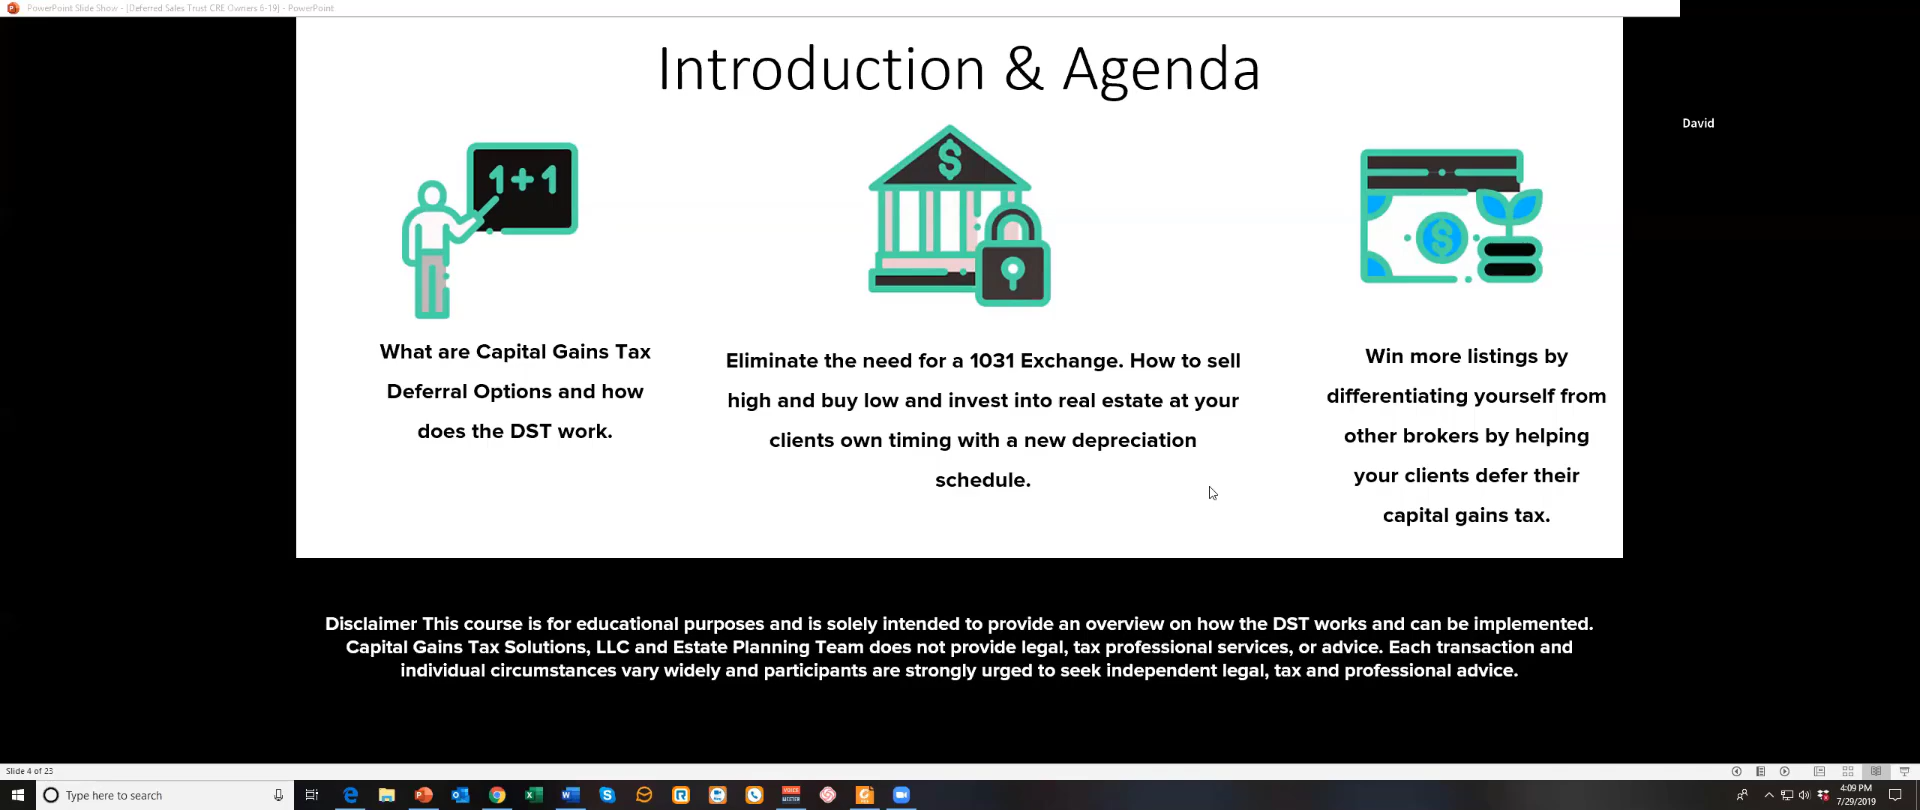 PowerPoint Slide Show - [Deferred Sales Trust CRE Owners 6-19] - PowerPoint
Introduction & Agenda
David
1+1
$
$
What are Capital Gains Tax
Deferral Options and how
does the DST work.
Eliminate the need for a 1031 Exchange. How to sell
high and buy low and invest into real estate at your
clients own timing with a new depreciation
schedule.
Win more listings by
differentiating yourself from
other brokers by helping
your clients defer their
capital gains tax.
Disclaimer This course is for educational purposes and is solely intended to provide an overview on how the DST works and can be implemented.
Capital Gains Tax Solutions, LLC and Estate Planning Team does not provide legal, tax professional services, or advice. Each transaction and
individual circumstances vary widely and participants are strongly urged to seek independent legal, tax and professional advice.
Slide 4 of 23
Type here to search
4:09 PM
7/29/2019